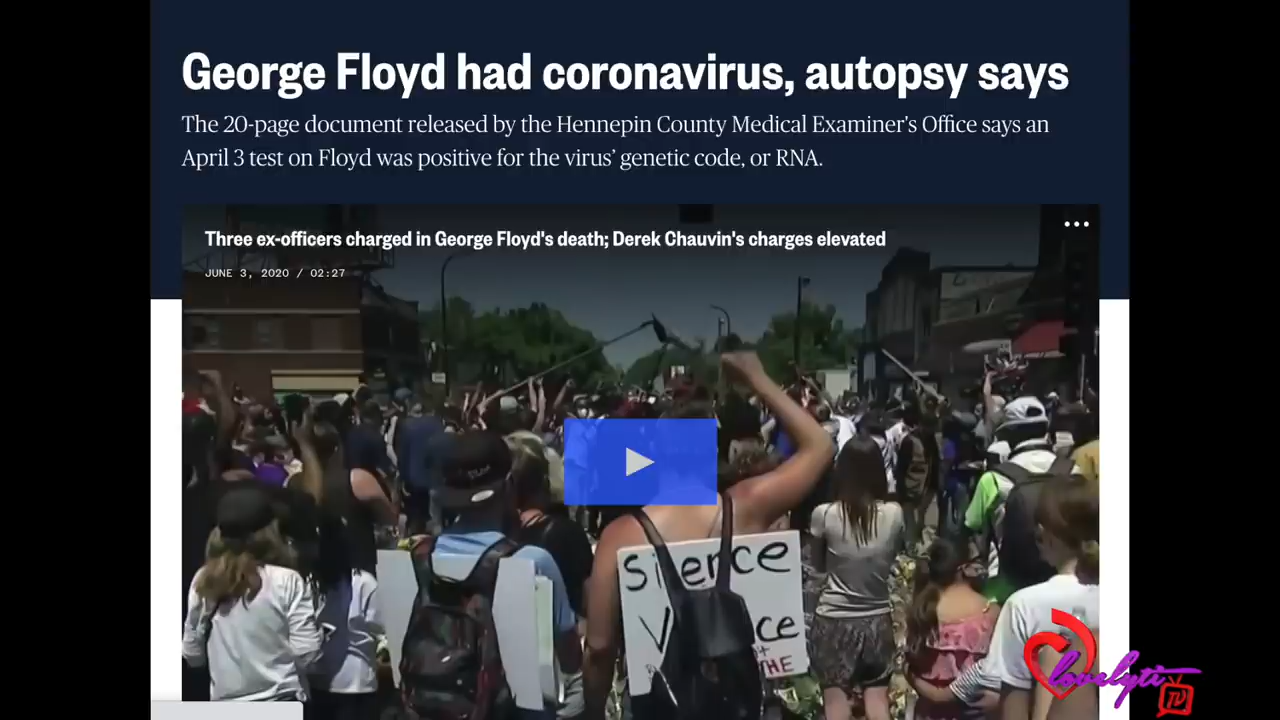 George Floyd had coronavirus, autopsy says
The 20-page document released by the Hennepin County Medical Examiner's Office says an
April 3 test on Floyd was positive for the virus' genetic code, or RNA.
Three ex-officers charged in George Floyd's death; Derek Chauvin's charges elevated
JUNE 3, 2020 / 02:27
THE
lovelyti
TV